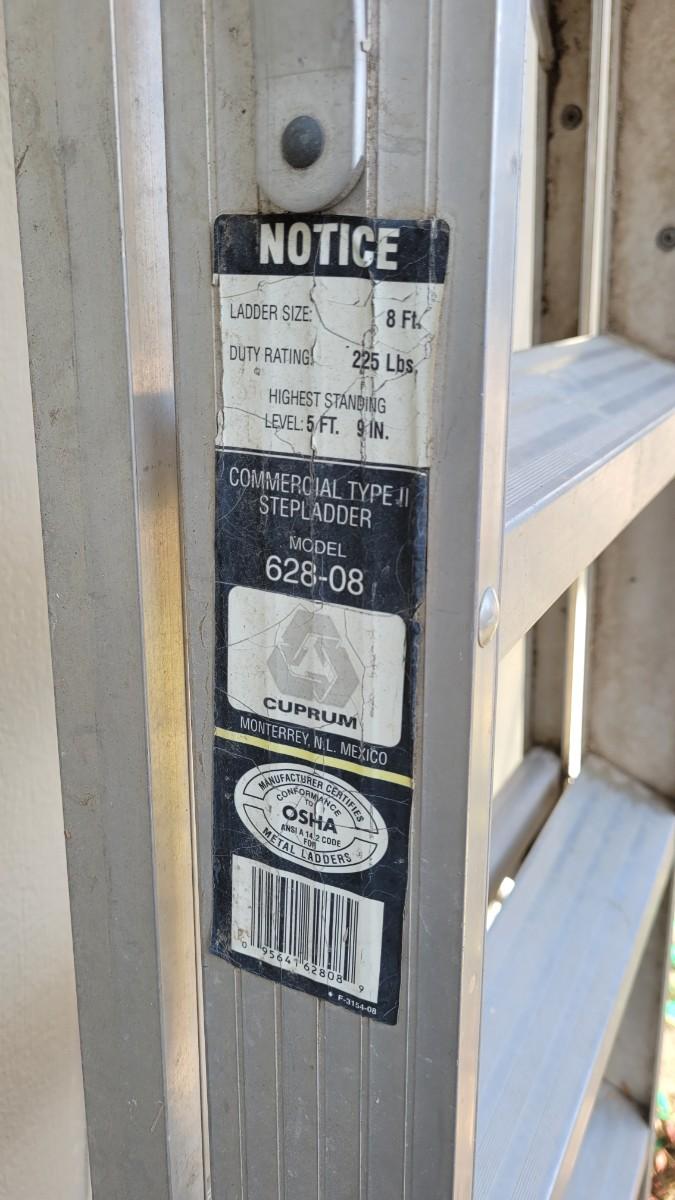 NOTICE
LADDER SIZE: 8 Ft.
DUTY RATING: 225 Lbs.
HIGHEST STANDING
LEVEL: 5 FT. 9 IN.
COMMERCIAL TYPE II
STEPLADDER
MODEL
628-08
CUPRUM
MONTERREY, N.L. MEXICO
MANUFACTURER CERTIFIES
CONFORMANCE
TO
OSHA
ANSI A 14.2 CODE
FOR
METAL LADDERS
0 95641 62808 9
F-3154-08